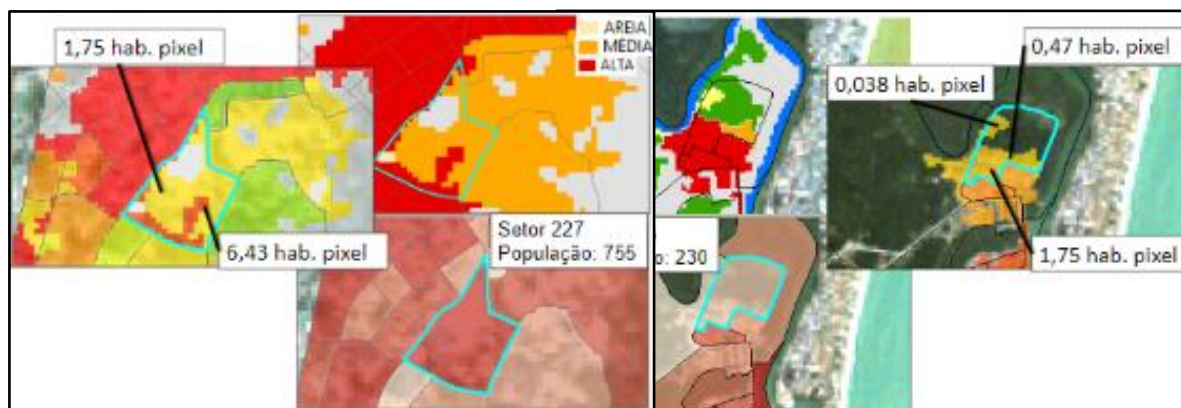 1,75 hab. pixel
AREIA
MÉDIA
ALTA
6,43 hab. pixel
Setor 227
População: 755
0,47 hab. pixel
0,038 hab. pixel
o: 230
1,75 hab. pixel